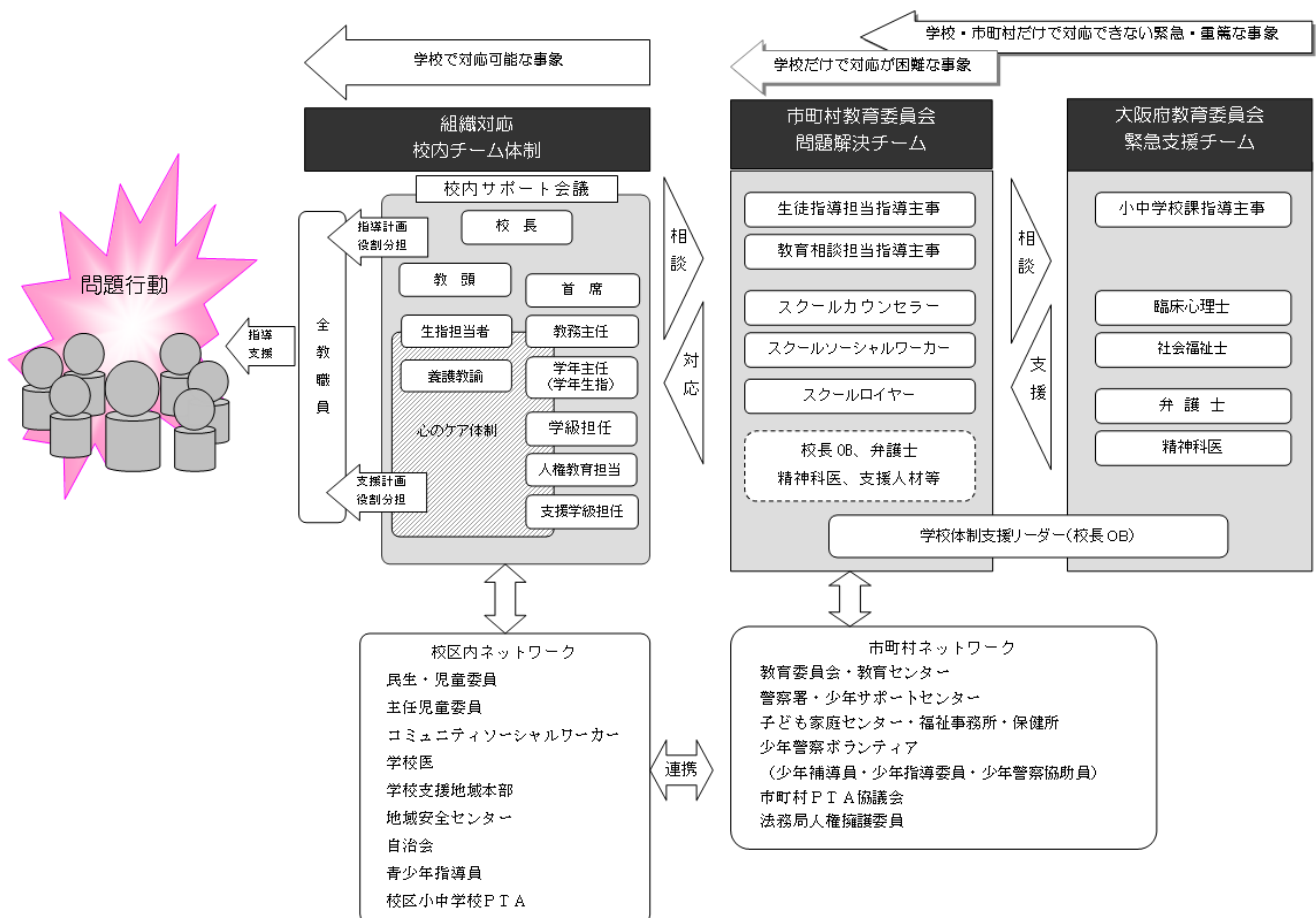 学校・市町村だけで対応できない緊急・重篤な事象
学校で対応可能な事象
学校だけで対応が困難な事象
組織対応
校内チーム体制
市町村教育委員会
問題解決チーム
大阪府教育委員会
緊急支援チーム
校内サポート会議
校 長
教 頭
首 席
生指担当者
教務主任
養護教諭
学年主任
(学年生指)
心のケア体制
学級担任
人権教育担当
支援学級担任
指導計画
役割分担
支援計画
役割分担
全教職員
指導
支援
問題行動
相談
対応
生徒指導担当指導主事
教育相談担当指導主事
スクールカウンセラー
スクールソーシャルワーカー
スクールロイヤー
校長OB、弁護士
精神科医、支援人材等
相談
支援
小中学校課指導主事
臨床心理士
社会福祉士
弁 護 士
精神科医
学校体制支援リーダー(校長OB)
校区内ネットワーク
民生・児童委員
主任児童委員
コミュニティソーシャルワーカー
学校医
学校支援地域本部
地域安全センター
自治会
青少年指導員
校区小中学校PTA
連携
市町村ネットワーク
教育委員会・教育センター
警察署・少年サポートセンター
子ども家庭センター・福祉事務所・保健所
少年警察ボランティア
(少年補導員・少年指導委員・少年警察協助員)
市町村PTA協議会
法務局人権擁護委員